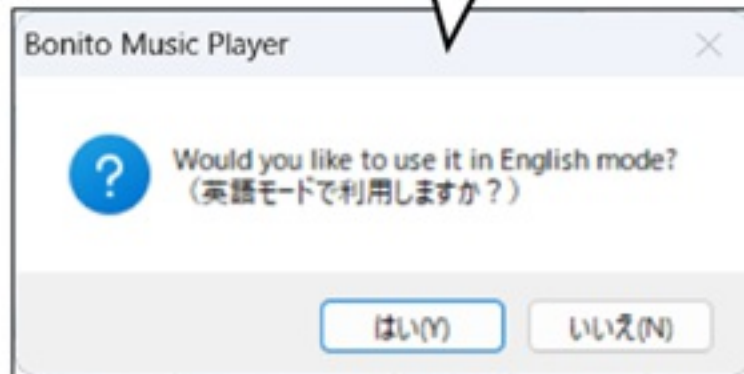 Bonito Music Player
Would you like to use it in English mode?
（英語モードで利用しますか？）
はい(Y)
いいえ(N)